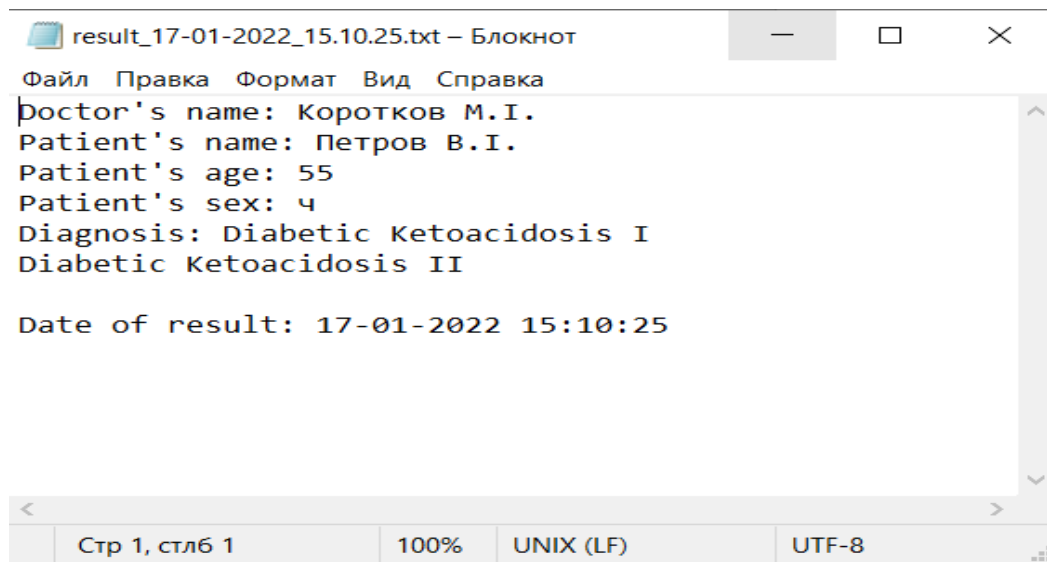 result_17-01-2022_15.10.25.txt – Блокнот
Файл Правка Формат Вид Справка
Doctor's name: Коротков М.І.
Patient's name: Петров В.І.
Patient's age: 55
Patient's sex: ч
Diagnosis: Diabetic Ketoacidosis I
Diabetic Ketoacidosis II
Date of result: 17-01-2022 15:10:25
Стр 1, стлб 1 100% UNIX (LF) UTF-8